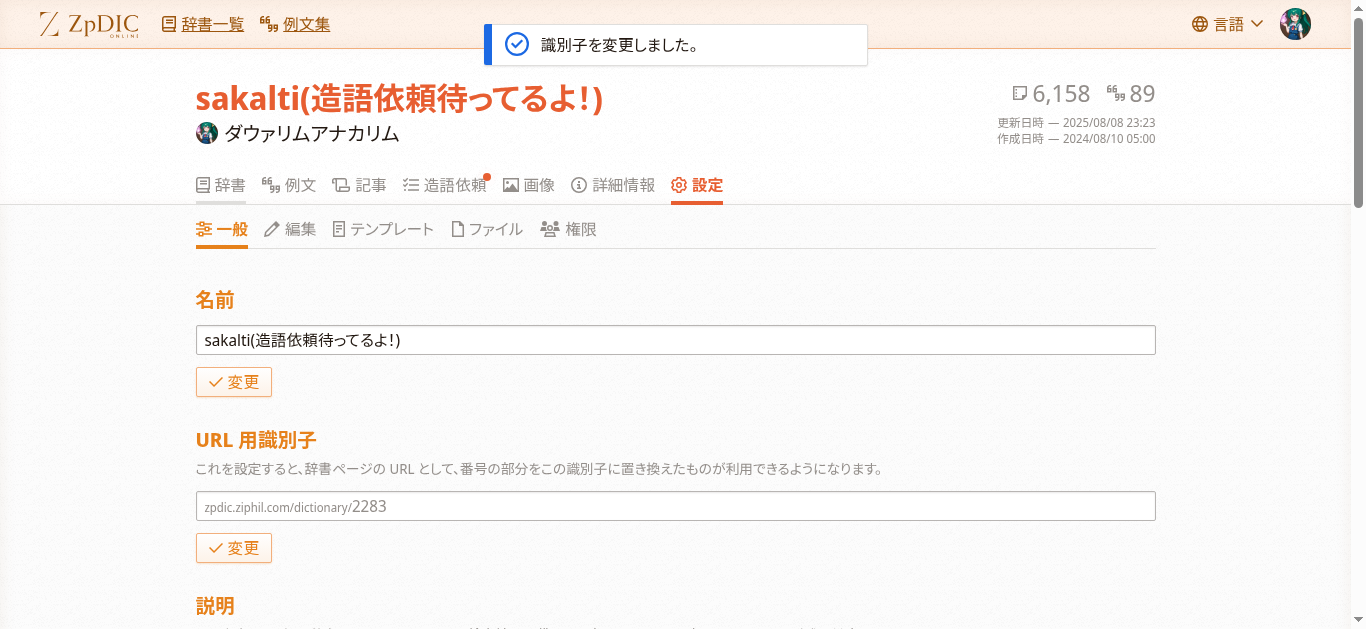 ZpDIC ONLINE 辞書一覧 例文集 言語
識別子を変更しました。
sakalti(造語依頼待ってるよ!)
6,158 89
ダウァリムアナカリム
更新日時 — 2025/08/08 23:23
作成日時 — 2024/08/10 05:00
辞書 例文 記事 造語依頼 画像 詳細情報 設定
一般 編集 テンプレート ファイル 権限
名前
sakalti(造語依頼待ってるよ!)
変更
URL 用識別子
これを設定すると、辞書ページの URL として、番号の部分をこの識別子に置き換えたものが利用できるようになります。
zpdic.ziphil.com/dictionary/2283
変更
説明